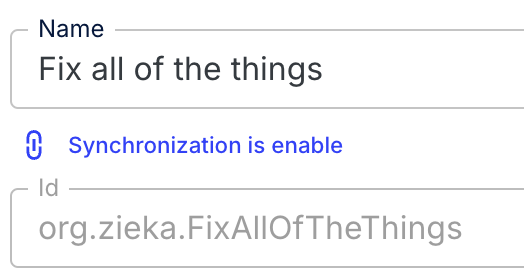 Name
Fix all of the things
Synchronization is enable
Id
org.zieka.FixAllOfTheThings